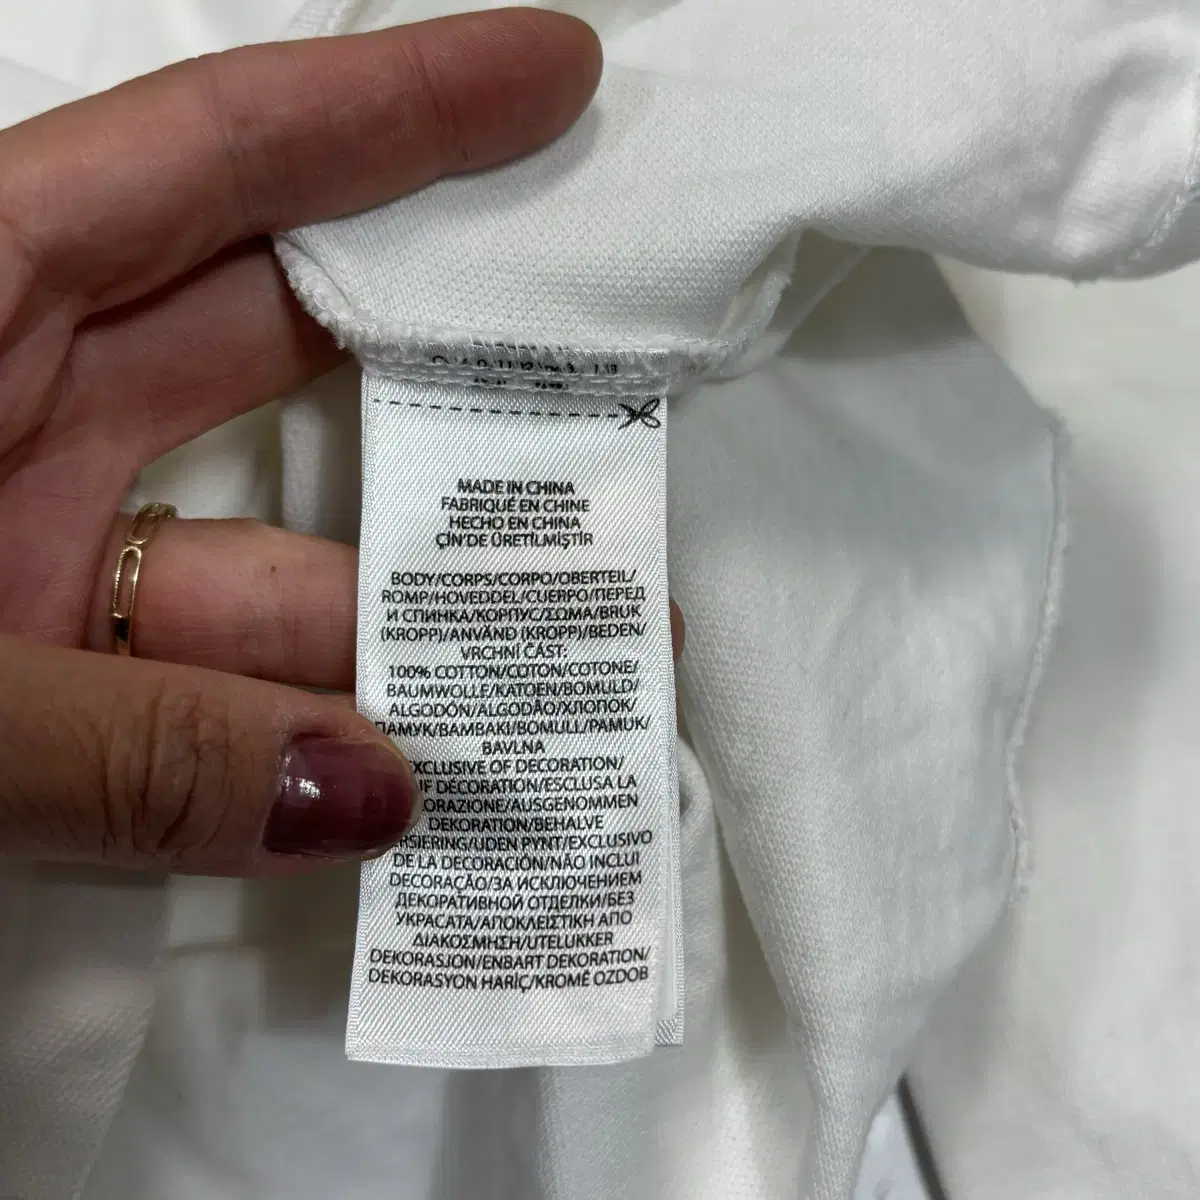 MADE IN CHINA
FABRIQUÉ EN CHINE
HECHO EN CHINA
ÇİN'DE ÜRETİLMİŞTİR
BODY/CORPS/CORPO/OBERTEIL/
ROMP/HOVEDDEL/CUERPO/ПЕРЕД
И СПИНКА/КОРПУС/ΣΩΜΑ/BRUK
(KROPP)/ANVÄND (KROPP)/BEDEN/
VRCHNÍ ČÁST:
100% COTTON/COTON/COTONE/
BAUMWOLLE/KATOEN/BOMULD/
ALGODÓN/ALGODÃO/ХЛОПОК/
ПАМУК/BAMBAKI/BOMULL/PAMUK/
BAVLNA
EXCLUSIVE OF DECORATION/
DECORATION/ESCLUSA LA
AUSGENOMMEN
DEKORATION/BEHALVE
UDEN PYNT/EXCLUSIVO
DE LA DECORACIÓN/NÃO INCLUI
DECORAÇÃO/ЗА ИСКЛЮЧЕНИЕМ
ДЕКОРАТИВНОЙ ОТДЕЛКИ/БЕЗ
УКРАСАТА/ΑΠΟΚΛΕΙΣΤΙΚΗ ΑΠΟ
ΔΙΑΚΟΣΜΗΣΗ/UTELUKKER
DEKORASJON/ENBART DEKORATION/
DEKORASYON HARİÇ/KROMĚ OZDOB